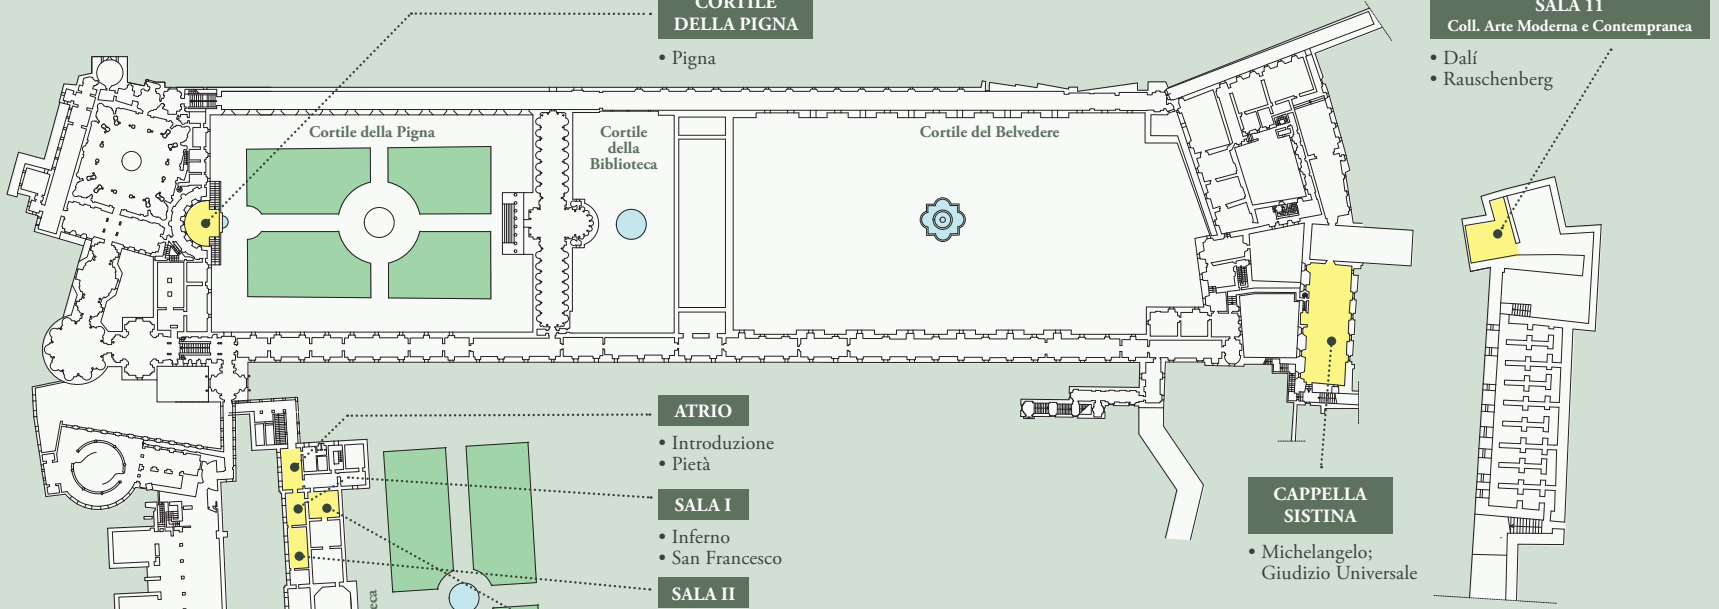 CORTILE
DELLA PIGNA
• Pigna
SALA 11
Coll. Arte Moderna e Contempranea
• Dalí
• Rauschenberg
Cortile della Pigna
Cortile
della
Biblioteca
Cortile del Belvedere
ATRIO
• Introduzione
• Pietà
SALA I
• Inferno
• San Francesco
SALA II
CAPPELLA
SISTINA
• Michelangelo;
Giudizio Universale